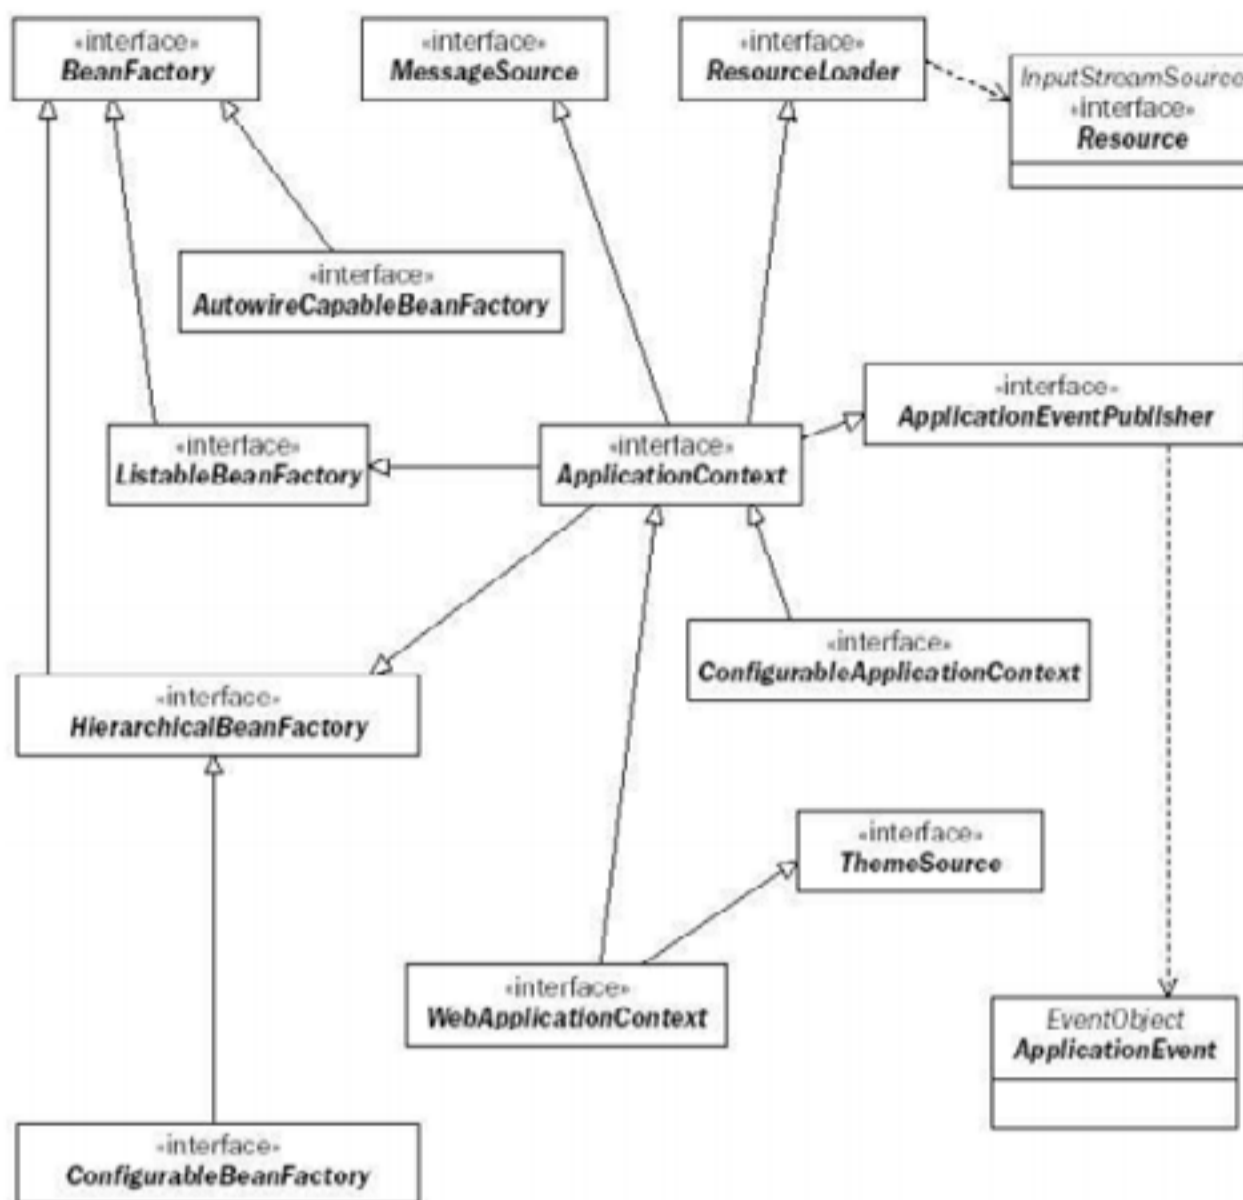 «interface»
BeanFactory
«interface»
MessageSource
«interface»
ResourceLoader
InputStreamSource
«interface»
Resource
«interface»
AutowireCapableBeanFactory
«interface»
ApplicationEventPublisher
«interface»
ListableBeanFactory
«interface»
ApplicationContext
«interface»
ConfigurableApplicationContext
«interface»
HierarchicalBeanFactory
«interface»
ThemeSource
«interface»
WebApplicationContext
EventObject
ApplicationEvent
«interface»
ConfigurableBeanFactory